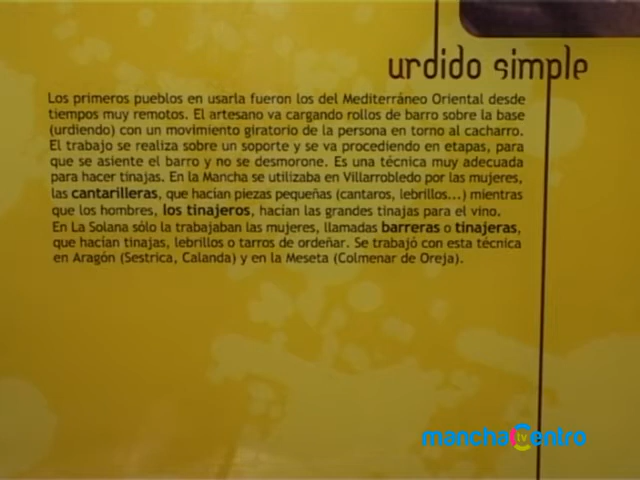 urdido simple
Los primeros pueblos en usarla fueron los del Mediterráneo Oriental desde
tiempos muy remotos. El artesano va cargando rollos de barro sobre la base
(urdiendo) con un movimiento giratorio de la persona en torno al cacharro.
El trabajo se realiza sobre un soporte y se va procediendo en etapas, para
que se asiente el barro y no se desmorone. Es una técnica muy adecuada
para hacer tinajas. En la Mancha se utilizaba en Villarrobledo por las mujeres,
las cantarilleras, que hacían piezas pequeñas (cantaros, lebrillos...) mientras
que los hombres, los tinajeros, hacían las grandes tinajas para el vino.
En La Solana sólo la trabajaban las mujeres, llamadas barreras o tinajeras,
que hacían tinajas, lebrillos o tarros de ordeñar. Se trabajó con esta técnica
en Aragón (Sestrica, Calanda) y en la Meseta (Colmenar de Oreja).
mancha tv Centro